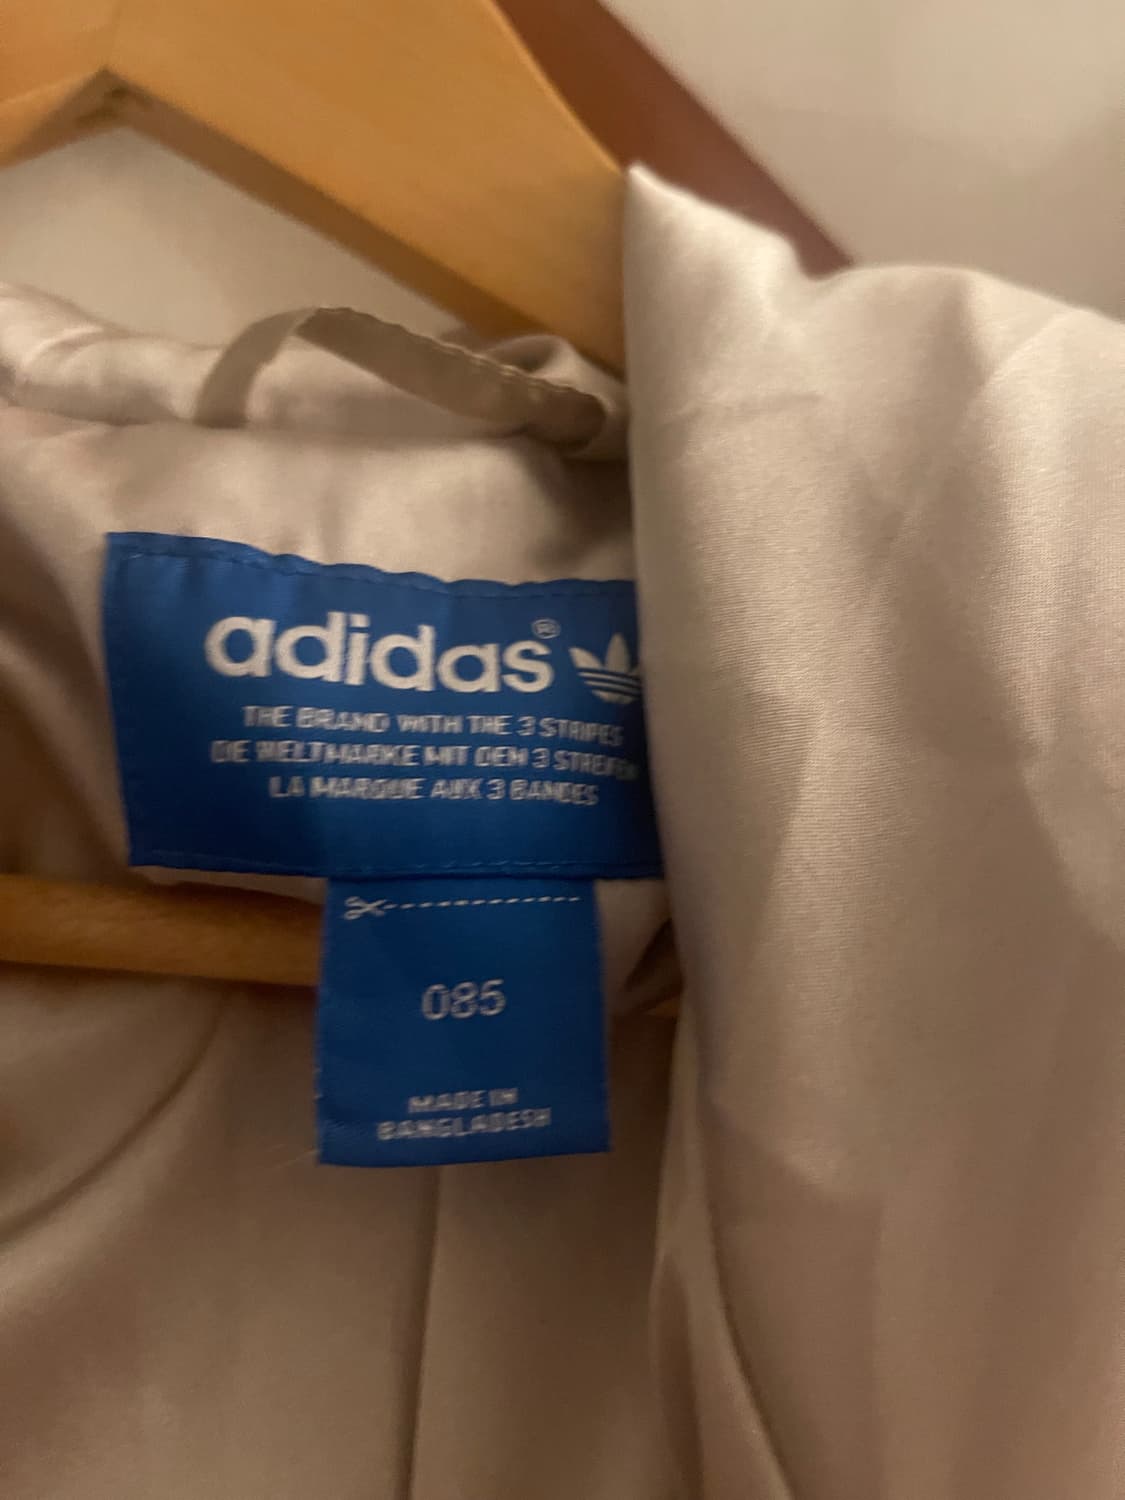 adidas®
THE BRAND WITH THE 3 STRIPES
DIE WELTMARKE MIT DEN 3 STREIFEN
LA MARQUE AUX 3 BANDES
085
MADE IN
BANGLADESH